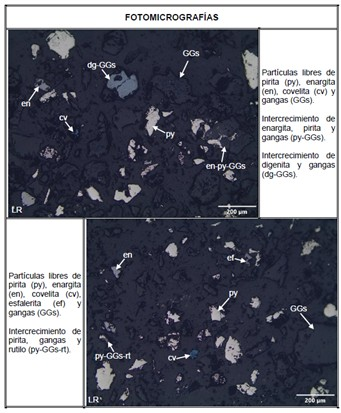 FOTOMICROGRAFÍAS
dg-GGs
GGs
en
cv
py
en-py-GGs
LR
200 µm
Partículas libres de
pirita (py), enargita
(en), covelita (cv) y
gangas (GGs).
Intercrecimiento de
enargita, pirita y
gangas (py-GGs).
Intercrecimiento de
digenita y gangas
(dg-GGs).
Partículas libres de
pirita (py), enargita
(en), covelita (cv),
esfalerita (ef) y
gangas (GGs).
Intercrecimiento de
pirita, gangas y
rutilo (py-GGs-rt).
en
ef
py
GGs
py-GGs-rt
cv
LR
200 µm